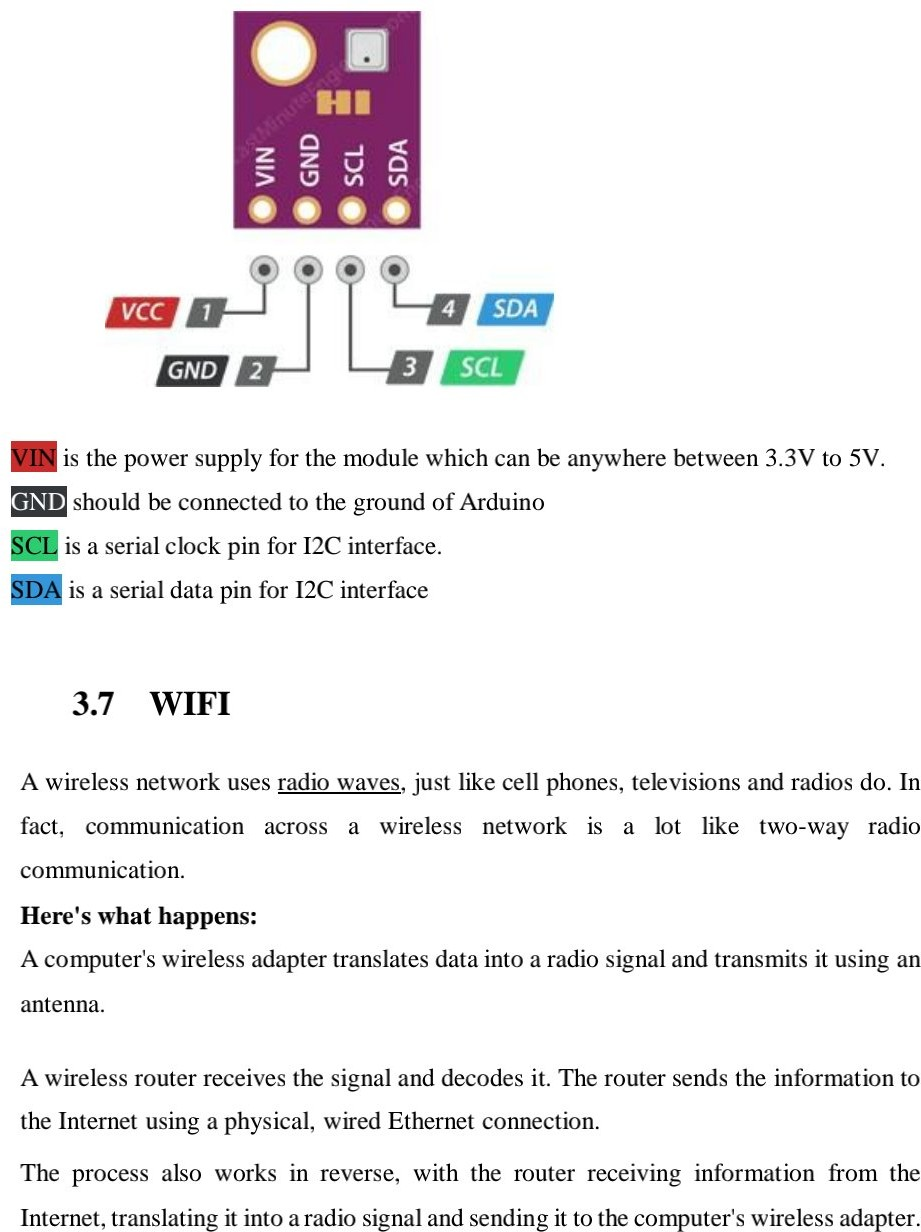 VIN GND SCL SDA
VCC 1
4 SDA
GND 2
3 SCL
VIN is the power supply for the module which can be anywhere between 3.3V to 5V.
GND should be connected to the ground of Arduino
SCL is a serial clock pin for I2C interface.
SDA is a serial data pin for I2C interface
3.7 WIFI
A wireless network uses radio waves, just like cell phones, televisions and radios do. In
fact, communication across a wireless network is a lot like two-way radio
communication.
Here's what happens:
A computer's wireless adapter translates data into a radio signal and transmits it using an
antenna.
A wireless router receives the signal and decodes it. The router sends the information to
the Internet using a physical, wired Ethernet connection.
The process also works in reverse, with the router receiving information from the
Internet, translating it into a radio signal and sending it to the computer's wireless adapter.